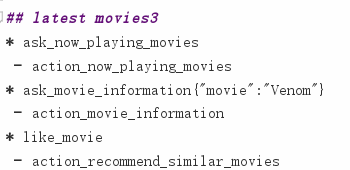 ## latest movies3
* ask_now_playing_movies
- action_now_playing_movies
* ask_movie_information{"movie":"Venom"}
- action_movie_information
* like_movie
- action_recommend_similar_movies